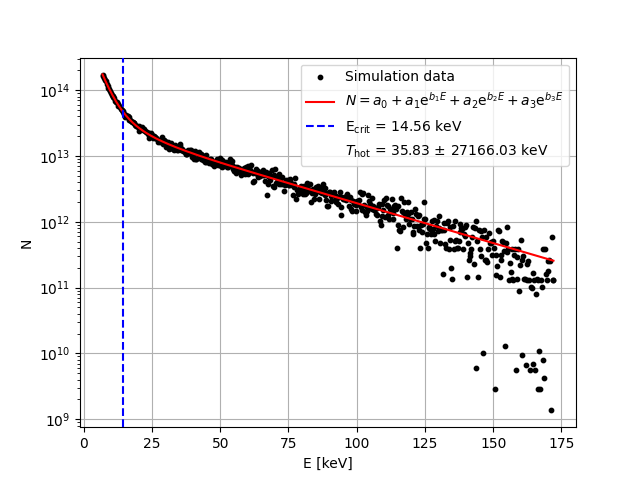 Simulation data
N = a₀ + a₁e^{b₁E} + a₂e^{b₂E} + a₃e^{b₃E}
E_crit = 14.56 keV
T_hot = 35.83 ± 27166.03 keV
10¹⁴
10¹³
10¹²
10¹¹
10¹⁰
10⁹
N
0 25 50 75 100 125 150 175
E [keV]